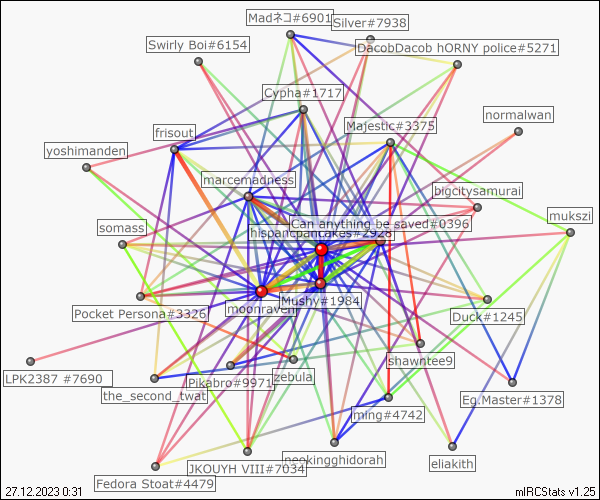 Madネコ#6901
Silver#7938
Swirly Boi#6154
DacobDacob hORNY police#5271
Cypha#1717
normalwan
Majestic#3375
frisout
yoshimanden
marcemadness
bigcitysamurai
mukszi
somass
Can anything be saved#0396
hispanicpancakes#2928
Pocket Persona#3326
moonraven
Mushy#1984
Duck#1245
shawntee9
LPK2387 #7690
the_second_twat
Pikabro#9971
zebula
Eg.Master#1378
ming#4742
neokingghidorah
eliakith
JKOUYH VIII#7034
Fedora Stoat#4479
27.12.2023 0:31
mIRCStats v1.25